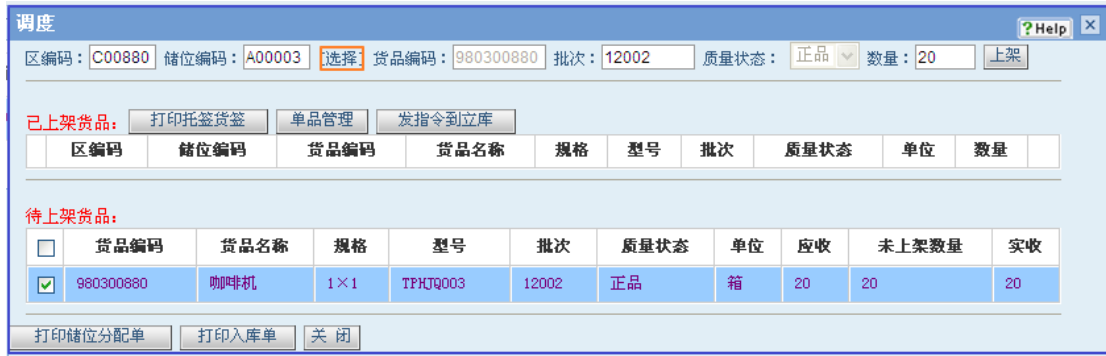 调度 ?Help X
区编码：C00880 储位编码：A00003 [选择] 货品编码：980300880 批次：12002 质量状态：正品 数量：20 上架
已上架货品： 打印托签货签 单品管理 发指令到立库
区编码 储位编码 货品编码 货品名称 规格 型号 批次 质量状态 单位 数量
待上架货品：
货品编码 货品名称 规格 型号 批次 质量状态 单位 应收 未上架数量 实收
980300880 咖啡机 1×1 TPHJQ003 12002 正品 箱 20 20 20
打印储位分配单 打印入库单 关 闭